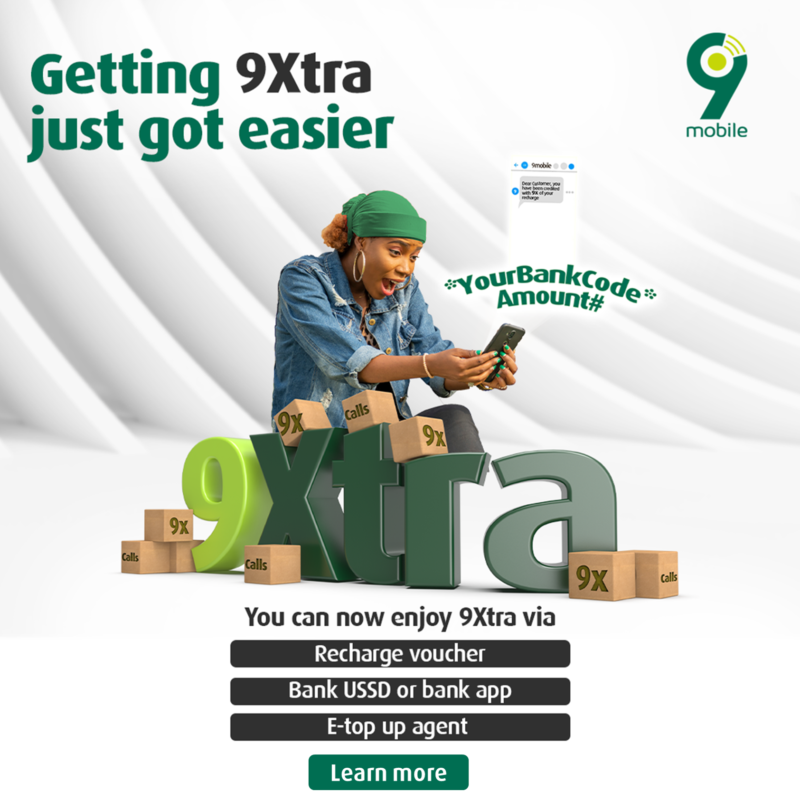 Getting 9Xtra
just got easier
9
mobile
9mobile
Dear Customer, you
have been credited
with 9X of your
recharge
*YourBankCode*
Amount#
9x
Calls
9x
9Xtra
9x
Calls
Calls
9x
Calls
You can now enjoy 9Xtra via
Recharge voucher
Bank USSD or bank app
E-top up agent
Learn more